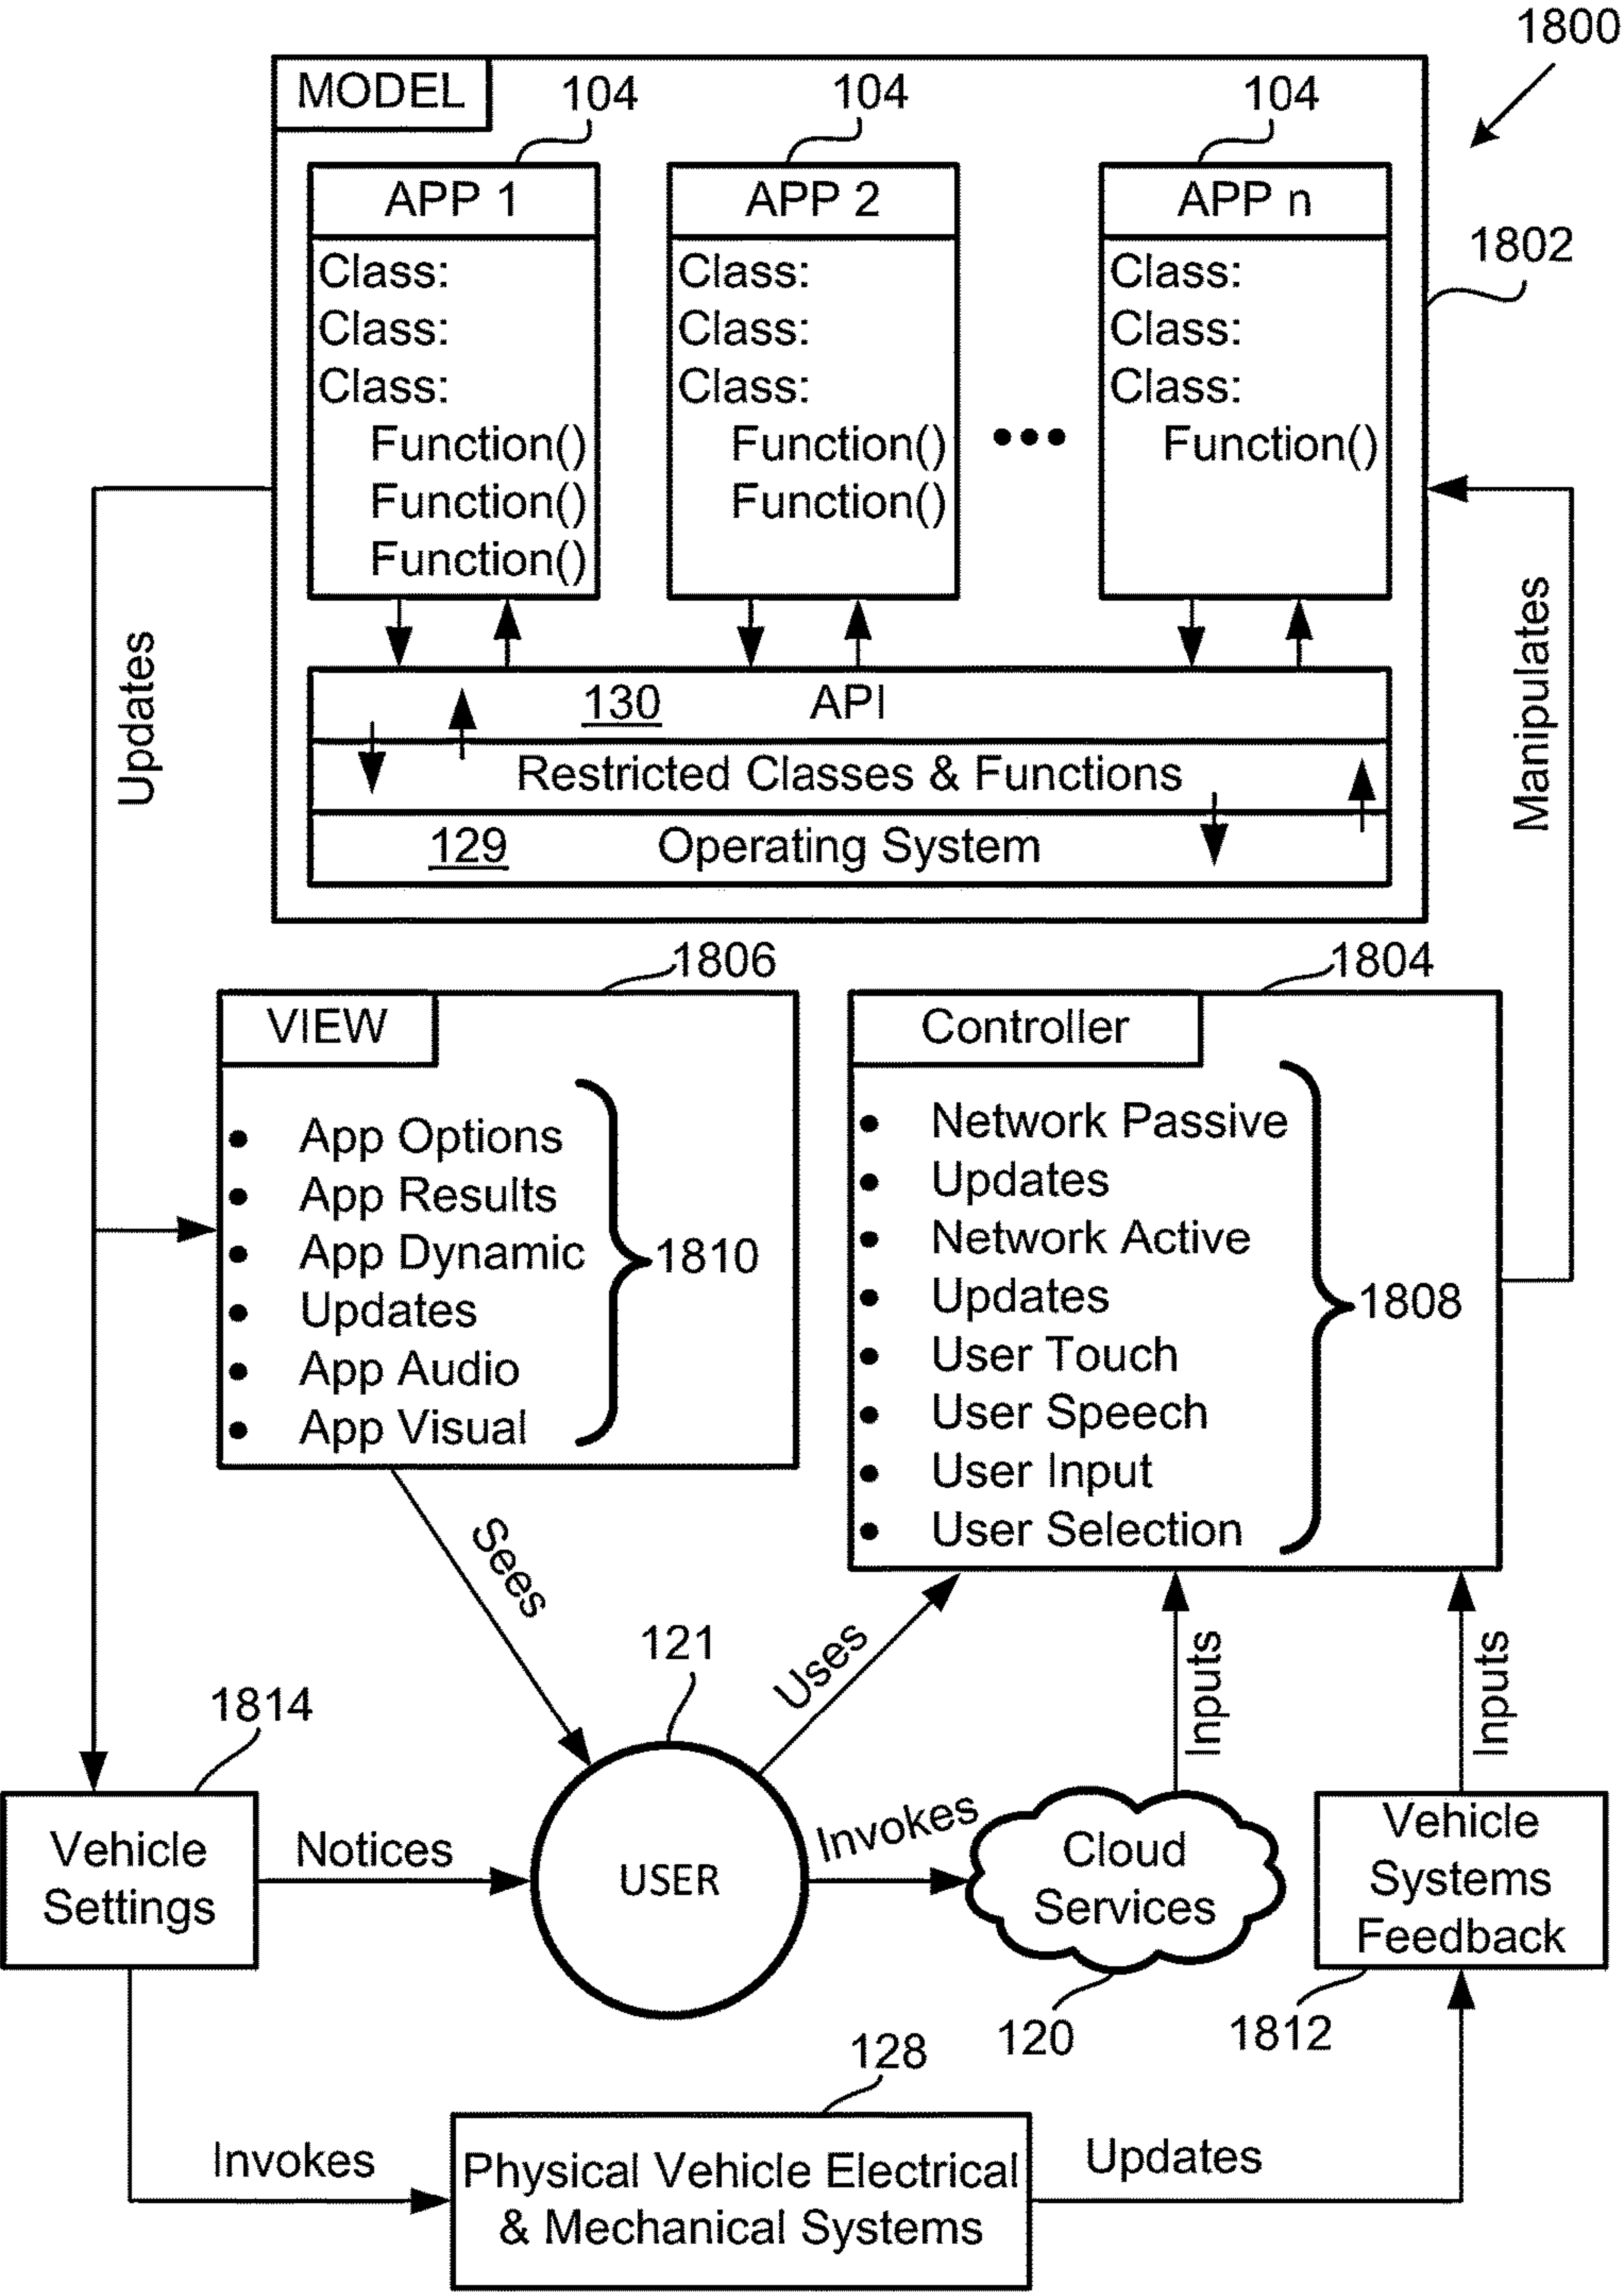 1800
MODEL
104
104
104
1802
APP 1
Class:
Class:
Class:
Function()
Function()
Function()
APP 2
Class:
Class:
Class:
Function()
Function()
•••
APP n
Class:
Class:
Class:
Function()
130 API
Restricted Classes & Functions
129 Operating System
Updates
Manipulates
1806
VIEW
• App Options
• App Results
• App Dynamic
• Updates
• App Audio
• App Visual
1810
1804
Controller
• Network Passive
• Updates
• Network Active
• Updates
• User Touch
• User Speech
• User Input
• User Selection
1808
Sees
121
Uses
Inputs
Inputs
1814
Vehicle
Settings
Notices
USER
Invokes
Cloud
Services
Vehicle
Systems
Feedback
120
1812
128
Invokes
Physical Vehicle Electrical
& Mechanical Systems
Updates